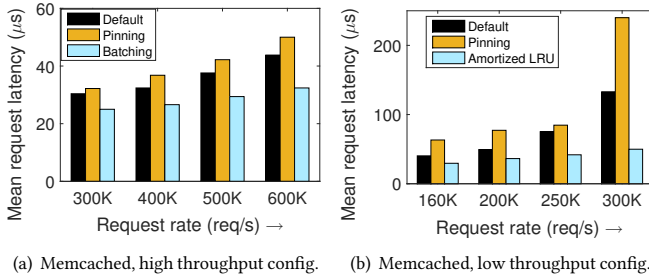 Mean request latency (μs)
60
40
20
0
Default
Pinning
Batching
300K 400K 500K 600K
Request rate (req/s) →
(a) Memcached, high throughput config.
Mean request latency (μs)
200
100
0
Default
Pinning
Amortized LRU
160K 200K 250K 300K
Request rate (req/s) →
(b) Memcached, low throughput config.